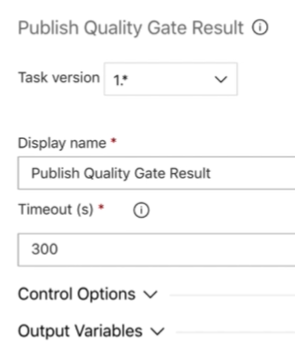 Publish Quality Gate Result
Task version 1.*
Display name *
Publish Quality Gate Result
Timeout (s) *
300
Control Options
Output Variables